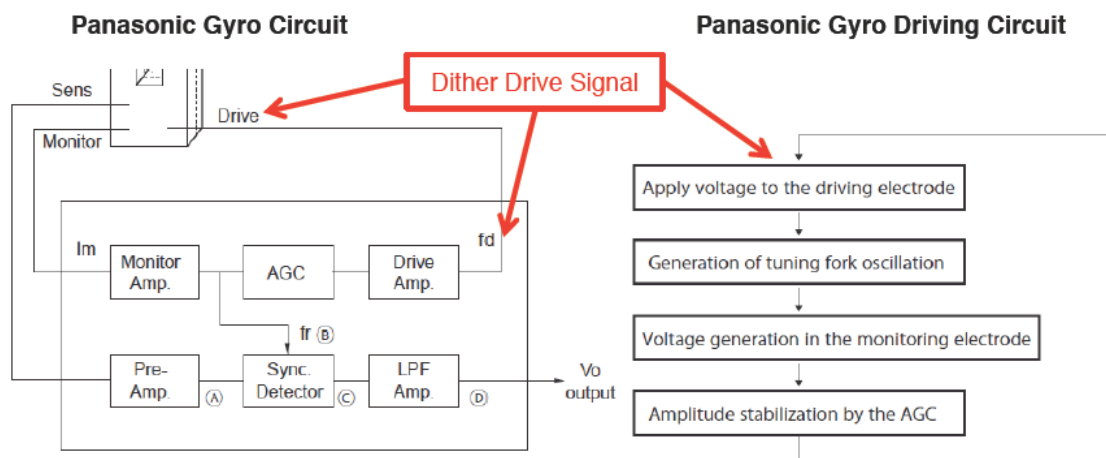 Panasonic Gyro Circuit
Panasonic Gyro Driving Circuit
Dither Drive Signal
Sens
Drive
Monitor
Im
Monitor
Amp.
AGC
Drive
Amp.
fd
fr Ⓑ
Pre-
Amp.
Ⓐ
Sync.
Detector
Ⓒ
LPF
Amp.
Ⓓ
Vo
output
Apply voltage to the driving electrode
Generation of tuning fork oscillation
Voltage generation in the monitoring electrode
Amplitude stabilization by the AGC